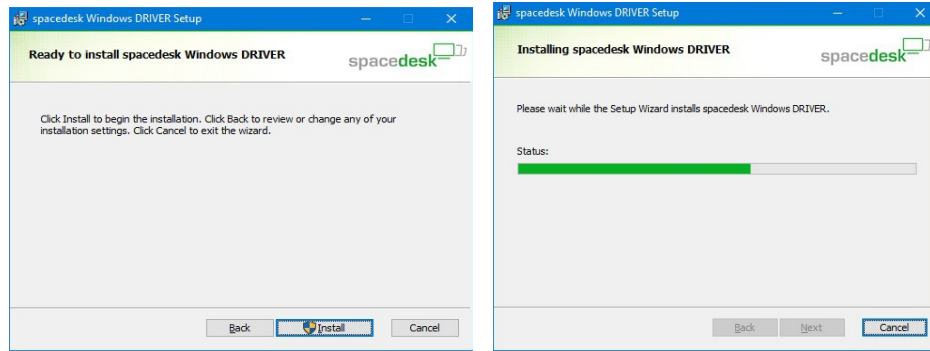 spacedesk Windows DRIVER Setup
Ready to install spacedesk Windows DRIVER
spacedesk
Click Install to begin the installation. Click Back to review or change any of your
installation settings. Click Cancel to exit the wizard.
Back
Install
Cancel
spacedesk Windows DRIVER Setup
Installing spacedesk Windows DRIVER
spacedesk
Please wait while the Setup Wizard installs spacedesk Windows DRIVER.
Status:
Back
Next
Cancel